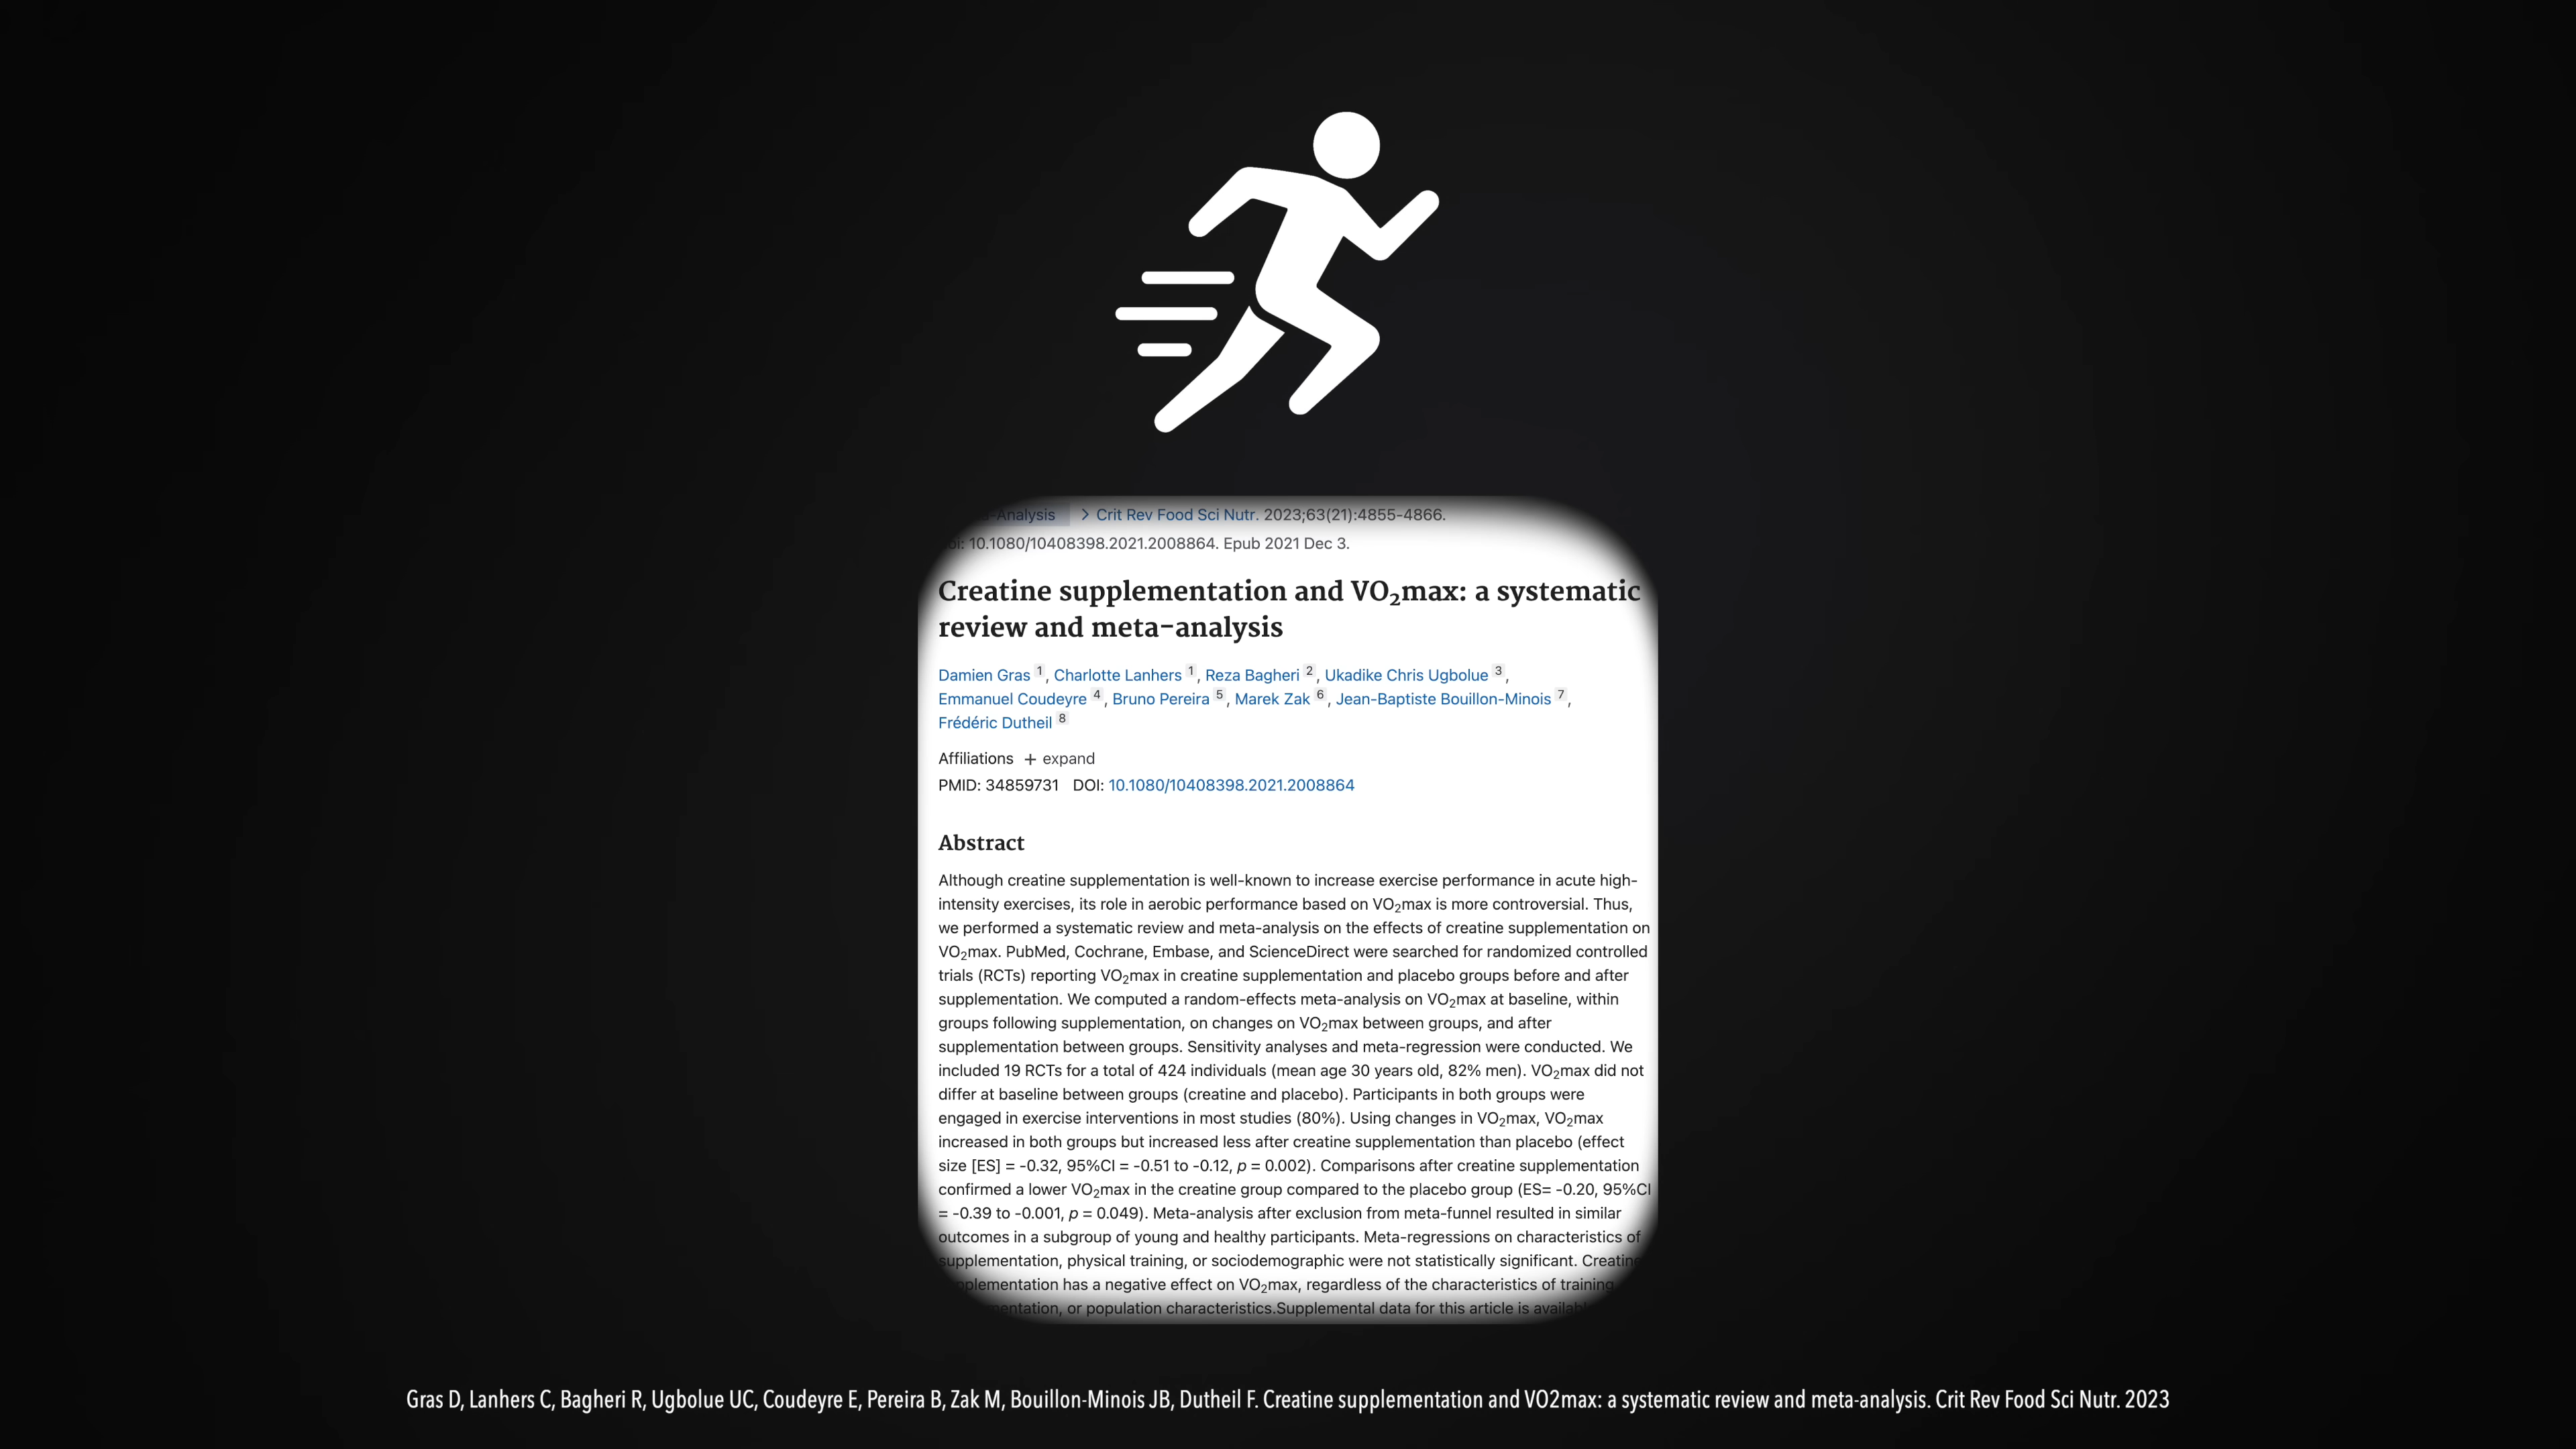 -Analysis > Crit Rev Food Sci Nutr. 2023;63(21):4855-4866.
doi: 10.1080/10408398.2021.2008864. Epub 2021 Dec 3.
Creatine supplementation and VO₂max: a systematic
review and meta-analysis
Damien Gras 1, Charlotte Lanhers 1, Reza Bagheri 2, Ukadike Chris Ugbolue 3,
Emmanuel Coudeyre 4, Bruno Pereira 5, Marek Zak 6, Jean-Baptiste Bouillon-Minois 7,
Frédéric Dutheil 8
Affiliations + expand
PMID: 34859731 DOI: 10.1080/10408398.2021.2008864
Abstract
Although creatine supplementation is well-known to increase exercise performance in acute high-
intensity exercises, its role in aerobic performance based on VO₂max is more controversial. Thus,
we performed a systematic review and meta-analysis on the effects of creatine supplementation on
VO₂max. PubMed, Cochrane, Embase, and ScienceDirect were searched for randomized controlled
trials (RCTs) reporting VO₂max in creatine supplementation and placebo groups before and after
supplementation. We computed a random-effects meta-analysis on VO₂max at baseline, within
groups following supplementation, on changes on VO₂max between groups, and after
supplementation between groups. Sensitivity analyses and meta-regression were conducted. We
included 19 RCTs for a total of 424 individuals (mean age 30 years old, 82% men). VO₂max did not
differ at baseline between groups (creatine and placebo). Participants in both groups were
engaged in exercise interventions in most studies (80%). Using changes in VO₂max, VO₂max
increased in both groups but increased less after creatine supplementation than placebo (effect
size [ES] = -0.32, 95%CI = -0.51 to -0.12, p = 0.002). Comparisons after creatine supplementation
confirmed a lower VO₂max in the creatine group compared to the placebo group (ES= -0.20, 95%CI
= -0.39 to -0.001, p = 0.049). Meta-analysis after exclusion from meta-funnel resulted in similar
outcomes in a subgroup of young and healthy participants. Meta-regressions on characteristics of
supplementation, physical training, or sociodemographic were not statistically significant. Creatine
supplementation has a negative effect on VO₂max, regardless of the characteristics of training
or population characteristics.Supplemental data for this article is
Gras D, Lanhers C, Bagheri R, Ugbolue UC, Coudeyre E, Pereira B, Zak M, Bouillon-Minois JB, Dutheil F. Creatine supplementation and VO2max: a systematic review and meta-analysis. Crit Rev Food Sci Nutr. 2023